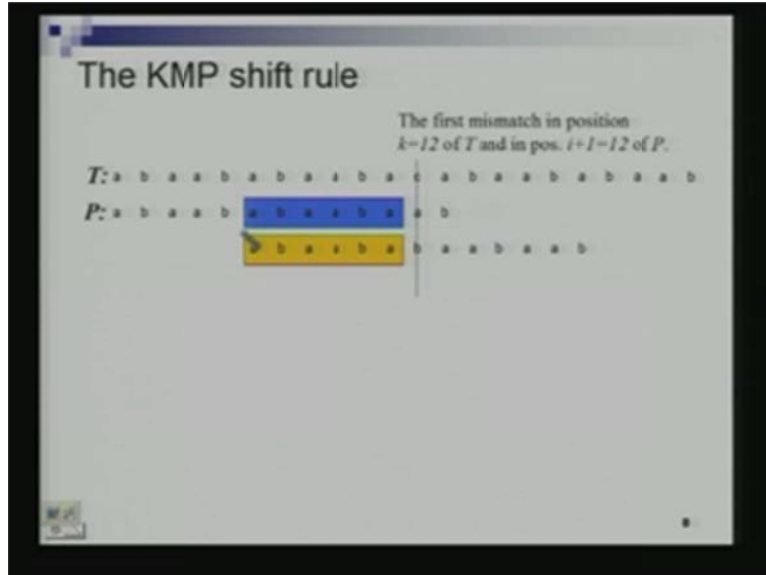 The KMP shift rule
The first mismatch in position
k=12 of T and in pos. i+1=12 of P.
T: a b a a b a b a a b a c a b a a b a b a a b
P: a b a a b a b a a b a a b
a b a a b a b a a b a a b